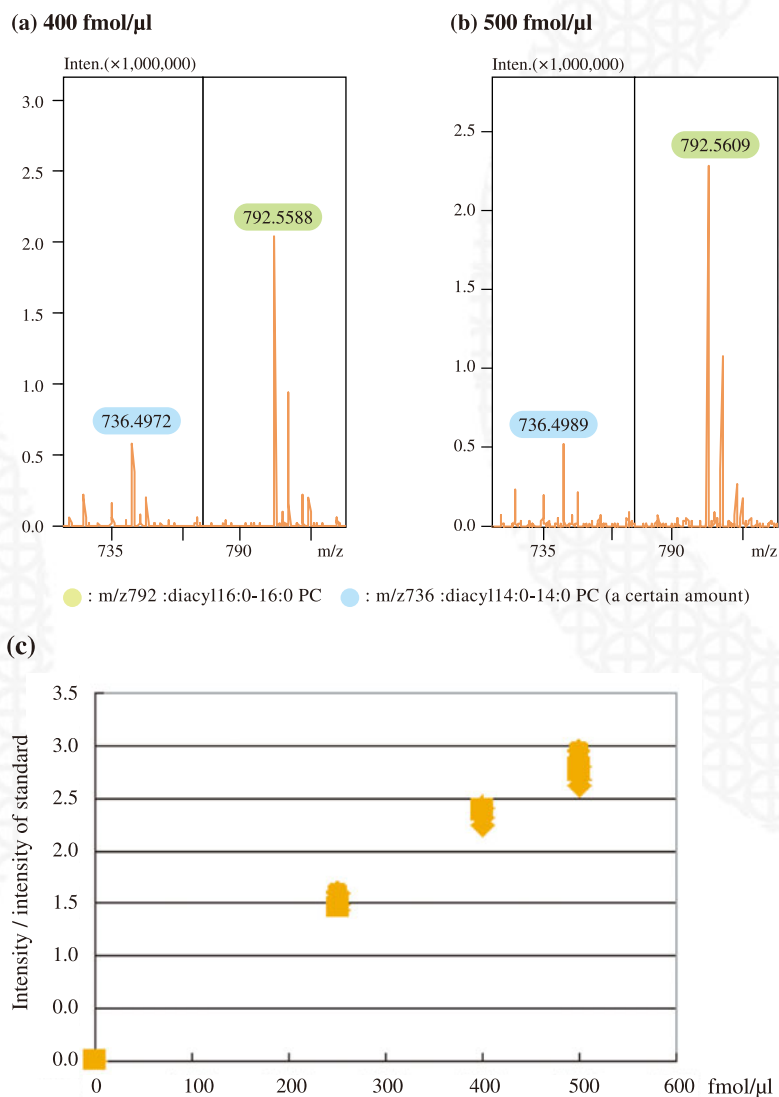 (a) 400 fmol/μl
Inten.(×1,000,000)
3.0
2.5
2.0
1.5
1.0
0.5
0.0
792.5588
736.4972
735
790
m/z
(b) 500 fmol/μl
Inten.(×1,000,000)
2.5
2.0
1.5
1.0
0.5
0.0
792.5609
736.4989
735
790
m/z
: m/z792 :diacyl16:0-16:0 PC
: m/z736 :diacyl14:0-14:0 PC (a certain amount)
(c)
Intensity / intensity of standard
3.5
3.0
2.5
2.0
1.5
1.0
0.0
0.0
0 100 200 300 400 500 600 fmol/μl